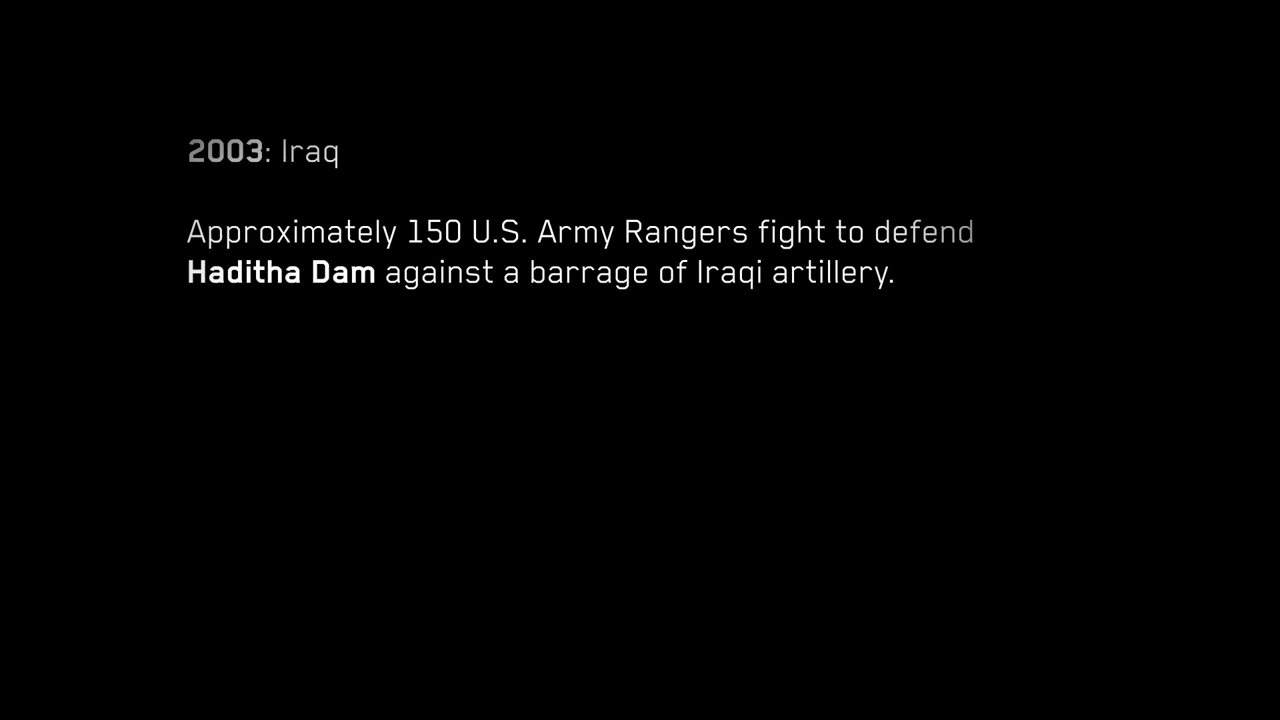 2003: Iraq
Approximately 150 U.S. Army Rangers fight to defend
Haditha Dam against a barrage of Iraqi artillery.